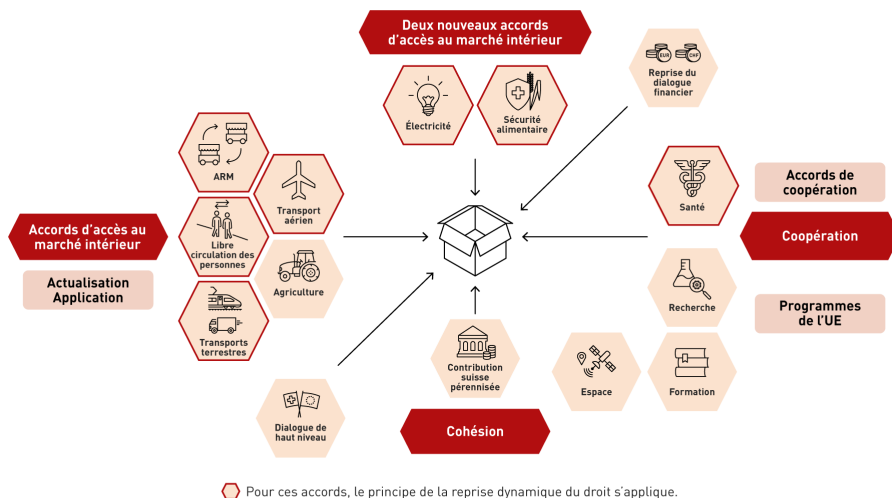 Deux nouveaux accords
d'accès au marché intérieur
Électricité
Sécurité
alimentaire
EUR
CHF
Reprise du
dialogue
financier
ARM
Transport
aérien
Accords d'accès au
marché intérieur
Actualisation
Application
Libre
circulation des
personnes
Agriculture
Transports
terrestres
Santé
Accords de
coopération
Coopération
Recherche
Programmes
de l'UE
Contribution
suisse
pérennisée
Espace
Formation
Dialogue de
haut niveau
Cohésion
Pour ces accords, le principe de la reprise dynamique du droit s'applique.